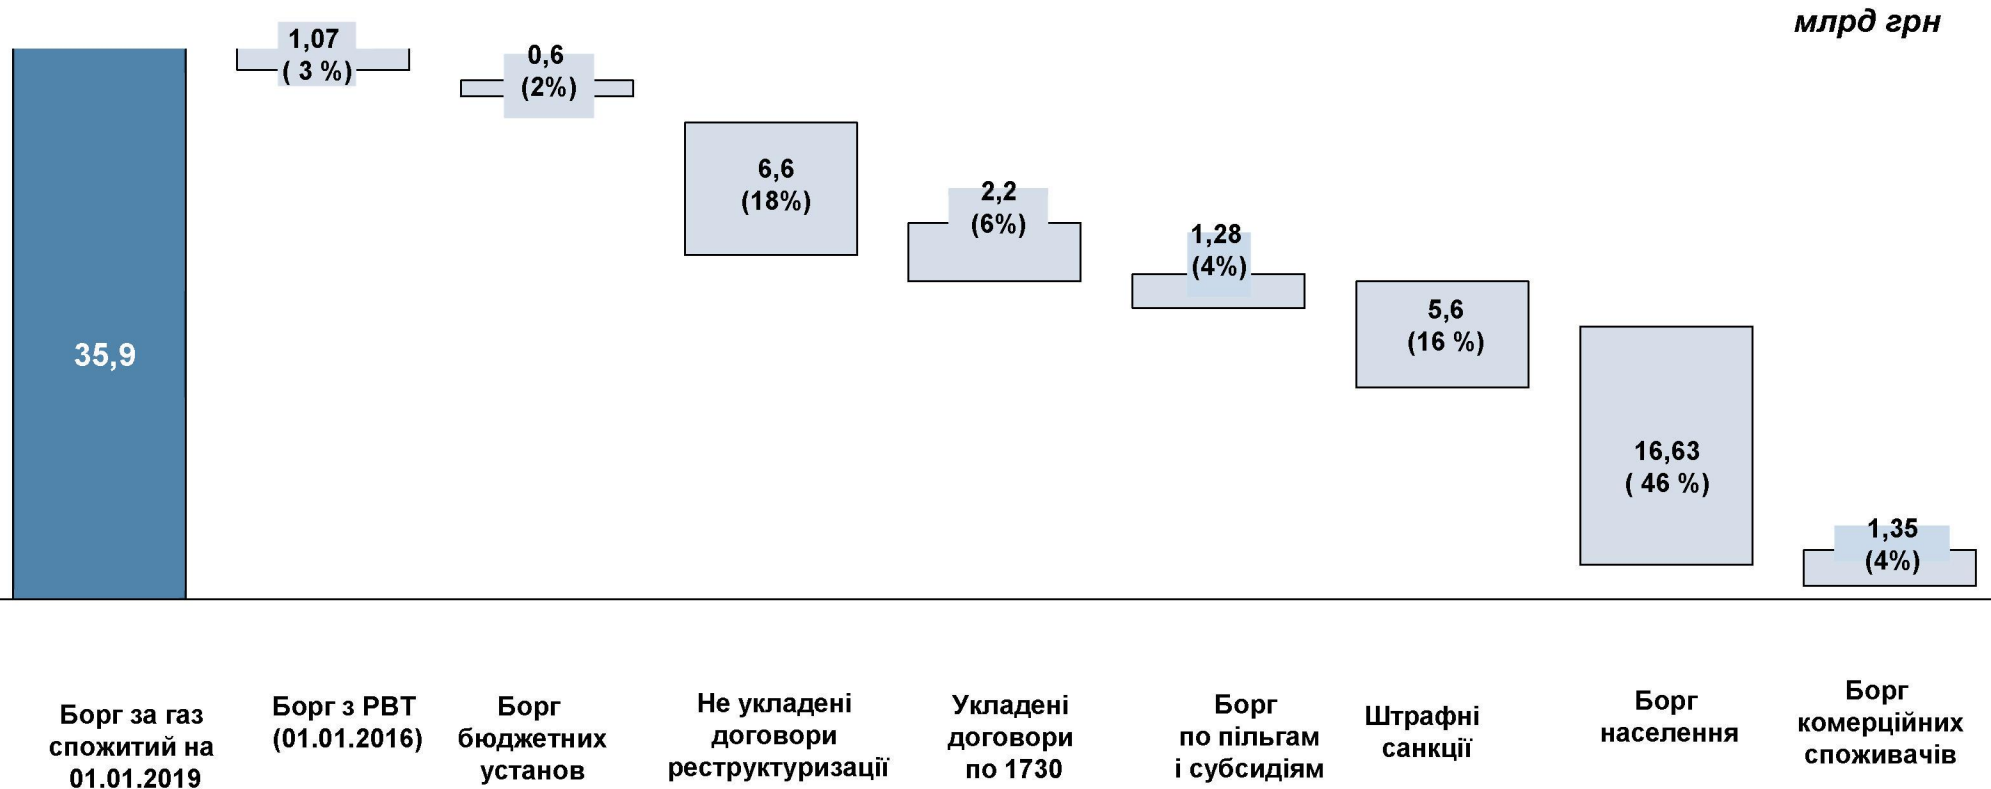 млрд грн
35,9
1,07
( 3 %)
0,6
(2%)
6,6
(18%)
2,2
(6%)
1,28
(4%)
5,6
(16 %)
16,63
( 46 %)
1,35
(4%)
Борг за газ
спожитий на
01.01.2019
Борг з РВТ
(01.01.2016)
Борг
бюджетних
установ
Не укладені
договори
реструктуризації
Укладені
договори
по 1730
Борг
по пільгам
і субсидіям
Штрафні
санкції
Борг
населення
Борг
комерційних
споживачів